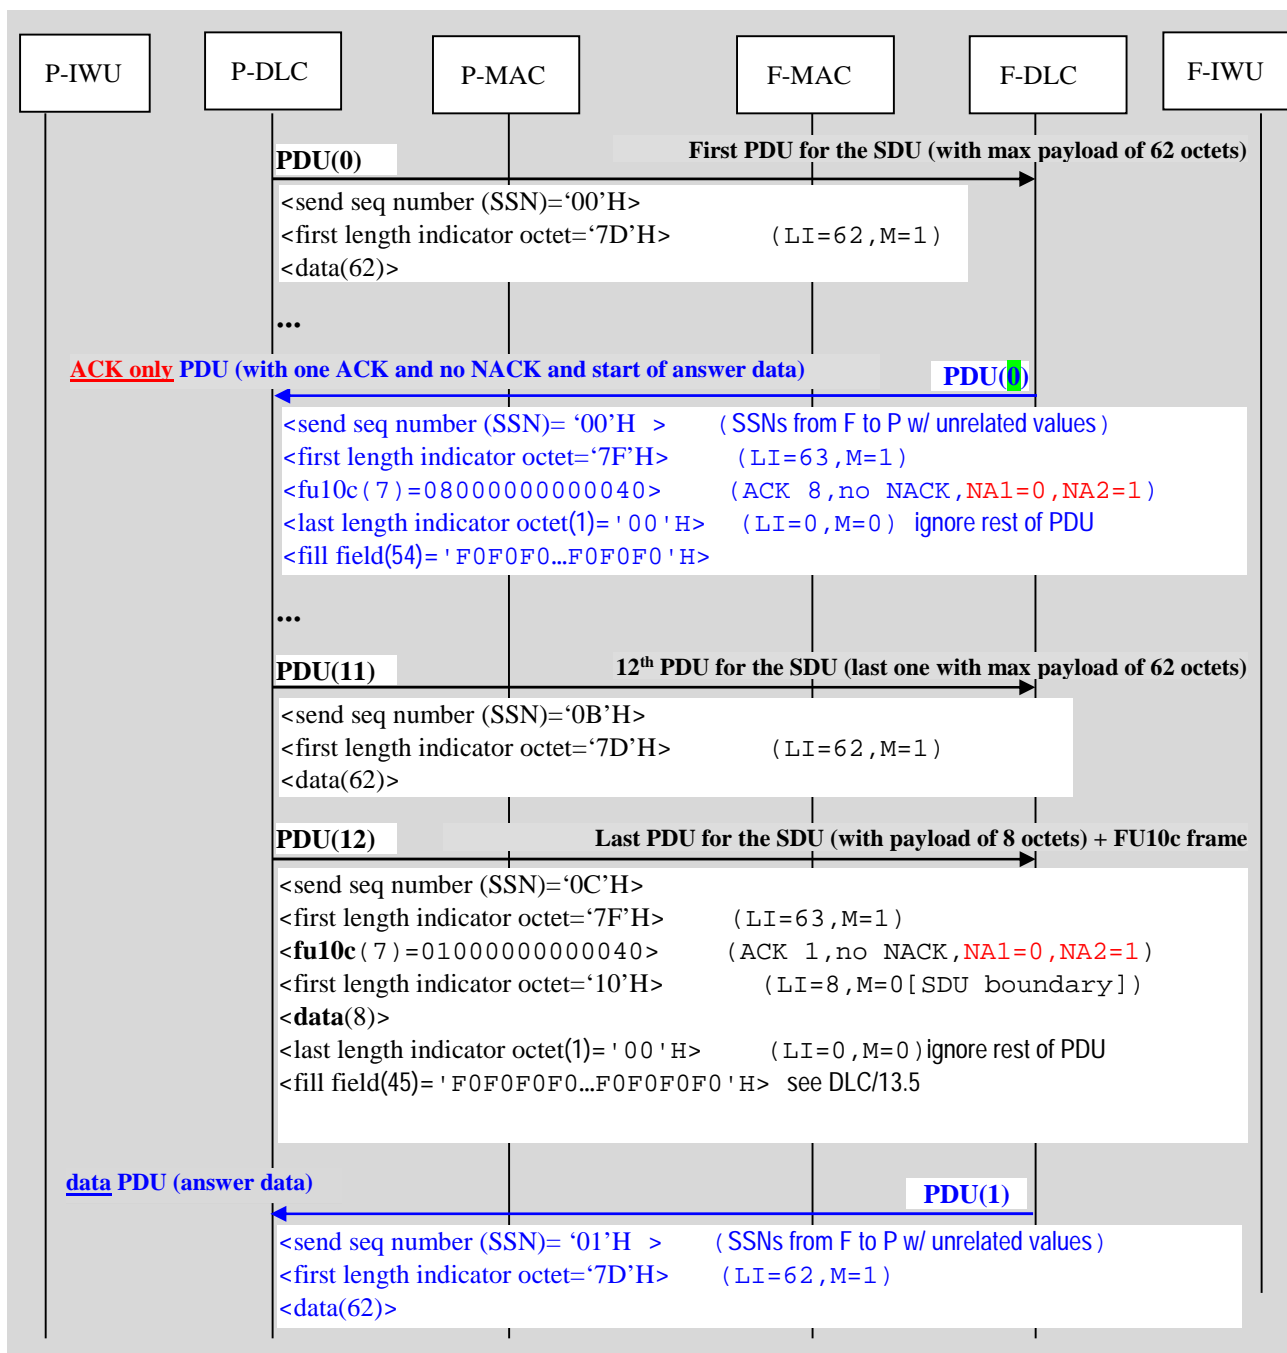 P-IWU P-DLC P-MAC F-MAC F-DLC F-IWU
PDU(0) First PDU for the SDU (with max payload of 62 octets)
<send seq number (SSN)=‘00’H>
<first length indicator octet=‘7D’H> (LI=62,M=1)
<data(62)>
...
ACK only PDU (with one ACK and no NACK and start of answer data) PDU(0)
<send seq number (SSN)= ‘00’H > (SSNs from F to P w/ unrelated values)
<first length indicator octet=‘7F’H> (LI=63,M=1)
<fu10c(7)=08000000000040> (ACK 8,no NACK,NA1=0,NA2=1)
<last length indicator octet(1)='00'H> (LI=0,M=0) ignore rest of PDU
<fill field(54)='F0F0F0…F0F0F0'H>
...
PDU(11) 12th PDU for the SDU (last one with max payload of 62 octets)
<send seq number (SSN)=‘0B’H>
<first length indicator octet=‘7D’H> (LI=62,M=1)
<data(62)>
PDU(12) Last PDU for the SDU (with payload of 8 octets) + FU10c frame
<send seq number (SSN)=‘0C’H>
<first length indicator octet=‘7F’H> (LI=63,M=1)
<fu10c(7)=01000000000040> (ACK 1,no NACK,NA1=0,NA2=1)
<first length indicator octet=‘10’H> (LI=8,M=0[SDU boundary])
<data(8)>
<last length indicator octet(1)='00'H> (LI=0,M=0)ignore rest of PDU
<fill field(45)='F0F0F0F0…F0F0F0F0'H> see DLC/13.5
data PDU (answer data) PDU(1)
<send seq number (SSN)= ‘01’H > (SSNs from F to P w/ unrelated values)
<first length indicator octet=‘7D’H> (LI=62,M=1)
<data(62)>